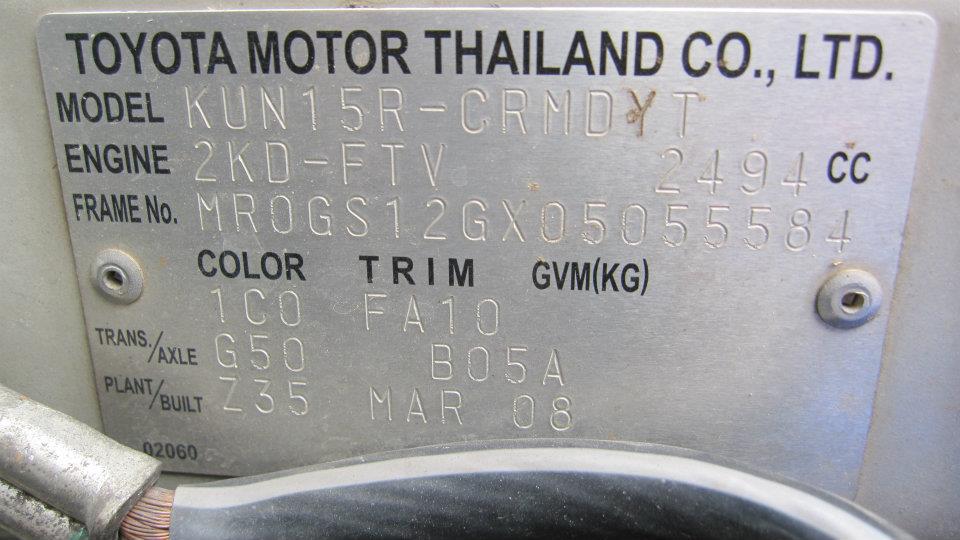 TOYOTA MOTOR THAILAND CO., LTD.
MODEL KUN15R-CRMDYT
ENGINE 2KD-FTV 2494 CC
FRAME No. MR0GS12GX05055584
COLOR TRIM GVM(KG)
1C0 FA10
TRANS./AXLE G50 B05A
PLANT/BUILT Z35 MAR 08
02060